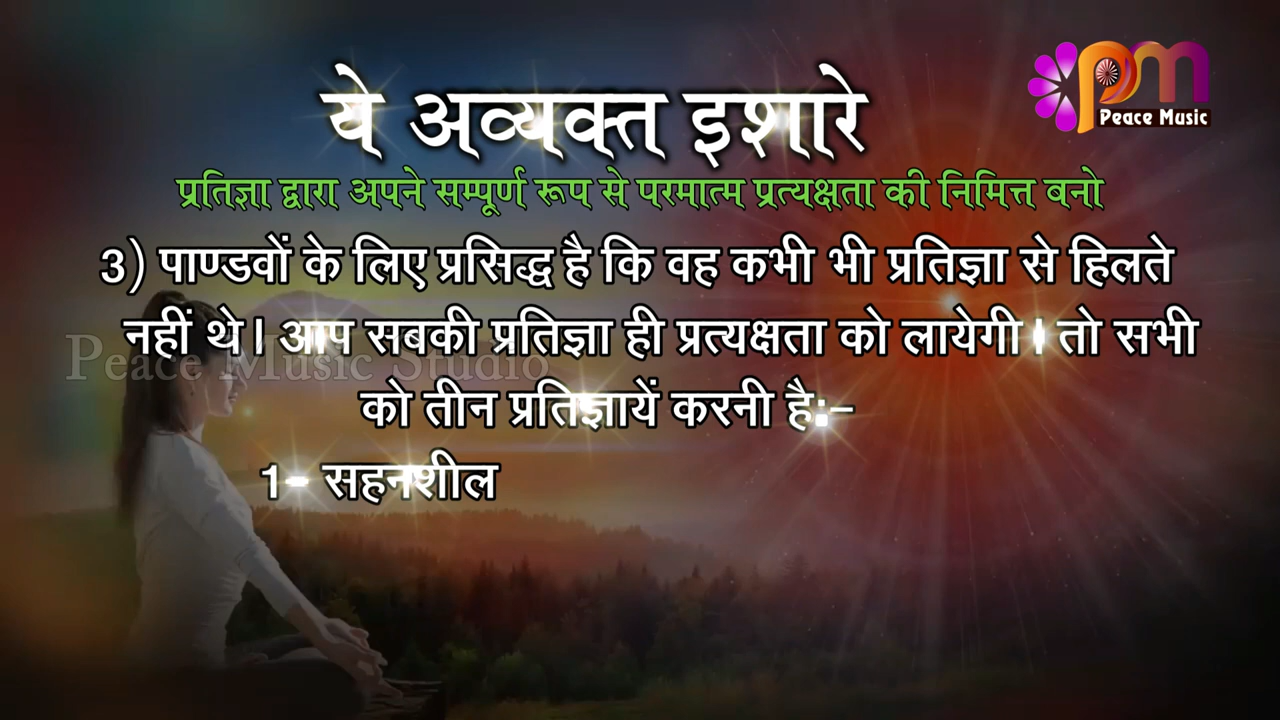 ये अव्यक्त इशारे
pm
Peace Music
प्रतिज्ञा द्वारा अपने सम्पूर्ण रूप से परमात्म प्रत्यक्षता की निमित्त बनो
3) पाण्डवों के लिए प्रसिद्ध है कि वह कभी भी प्रतिज्ञा से हिलते
नहीं थे। आप सबकी प्रतिज्ञा ही प्रत्यक्षता को लायेगी। तो सभी
Peace Music Studio
को तीन प्रतिज्ञायें करनी है:-
1- सहनशील